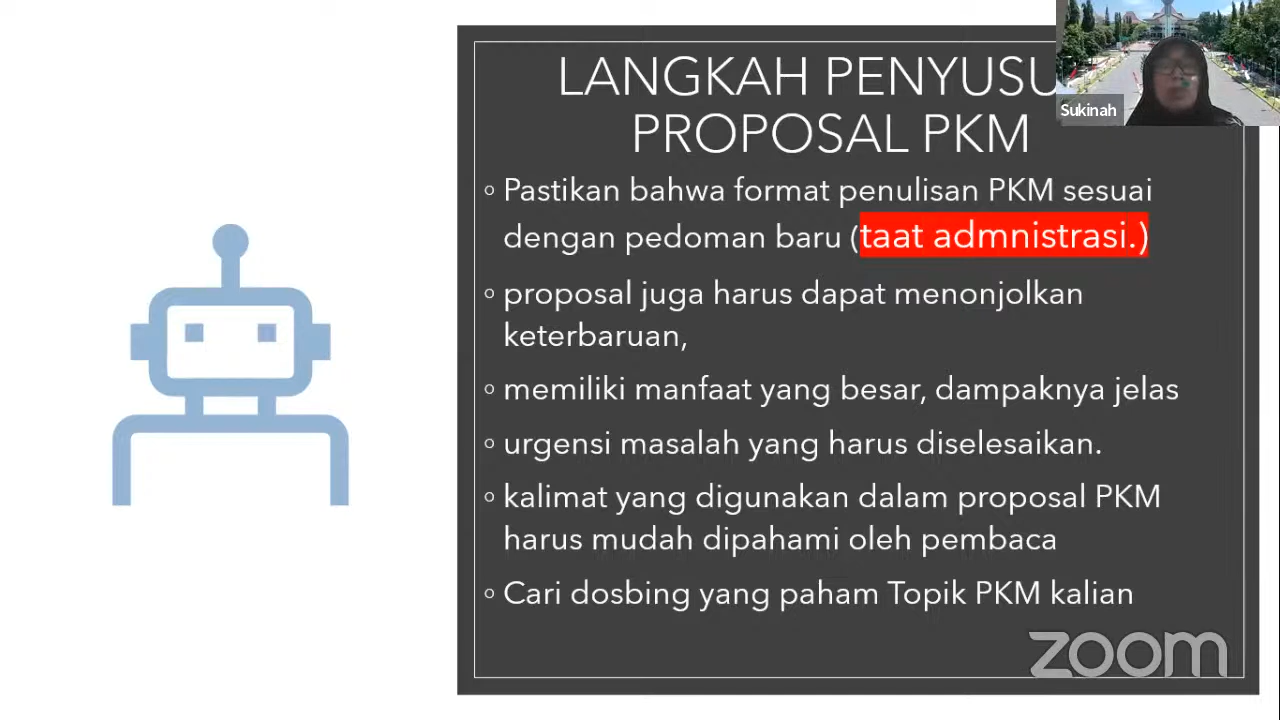 LANGKAH PENYUSU
PROPOSAL PKM
Sukinah
◦ Pastikan bahwa format penulisan PKM sesuai
dengan pedoman baru (taat admnistrasi.)
◦ proposal juga harus dapat menonjolkan
keterbaruan,
◦ memiliki manfaat yang besar, dampaknya jelas
◦ urgensi masalah yang harus diselesaikan.
◦ kalimat yang digunakan dalam proposal PKM
harus mudah dipahami oleh pembaca
◦ Cari dosbing yang paham Topik PKM kalian
zoom